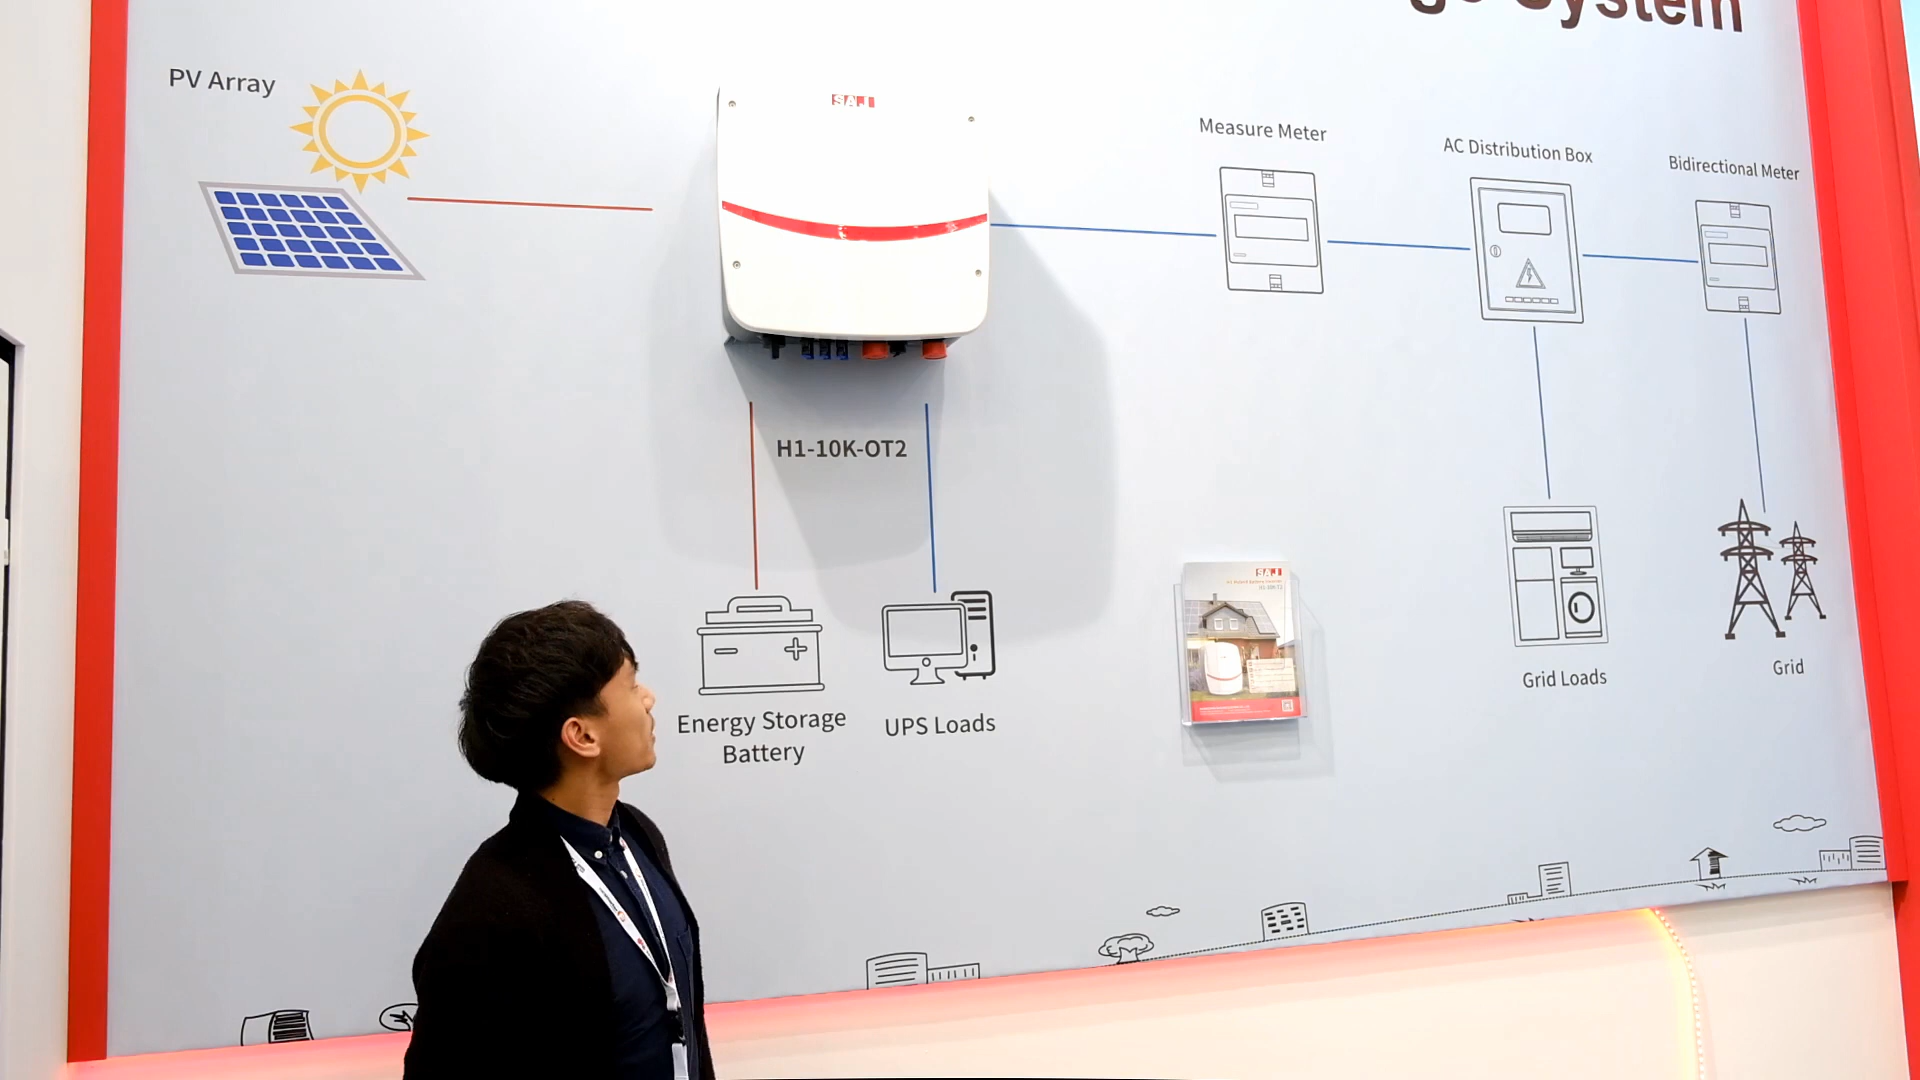 System
PV Array
SAJ
Measure Meter
AC Distribution Box
Bidirectional Meter
H1-10K-OT2
Energy Storage
Battery
UPS Loads
SAJ
Grid Loads
Grid